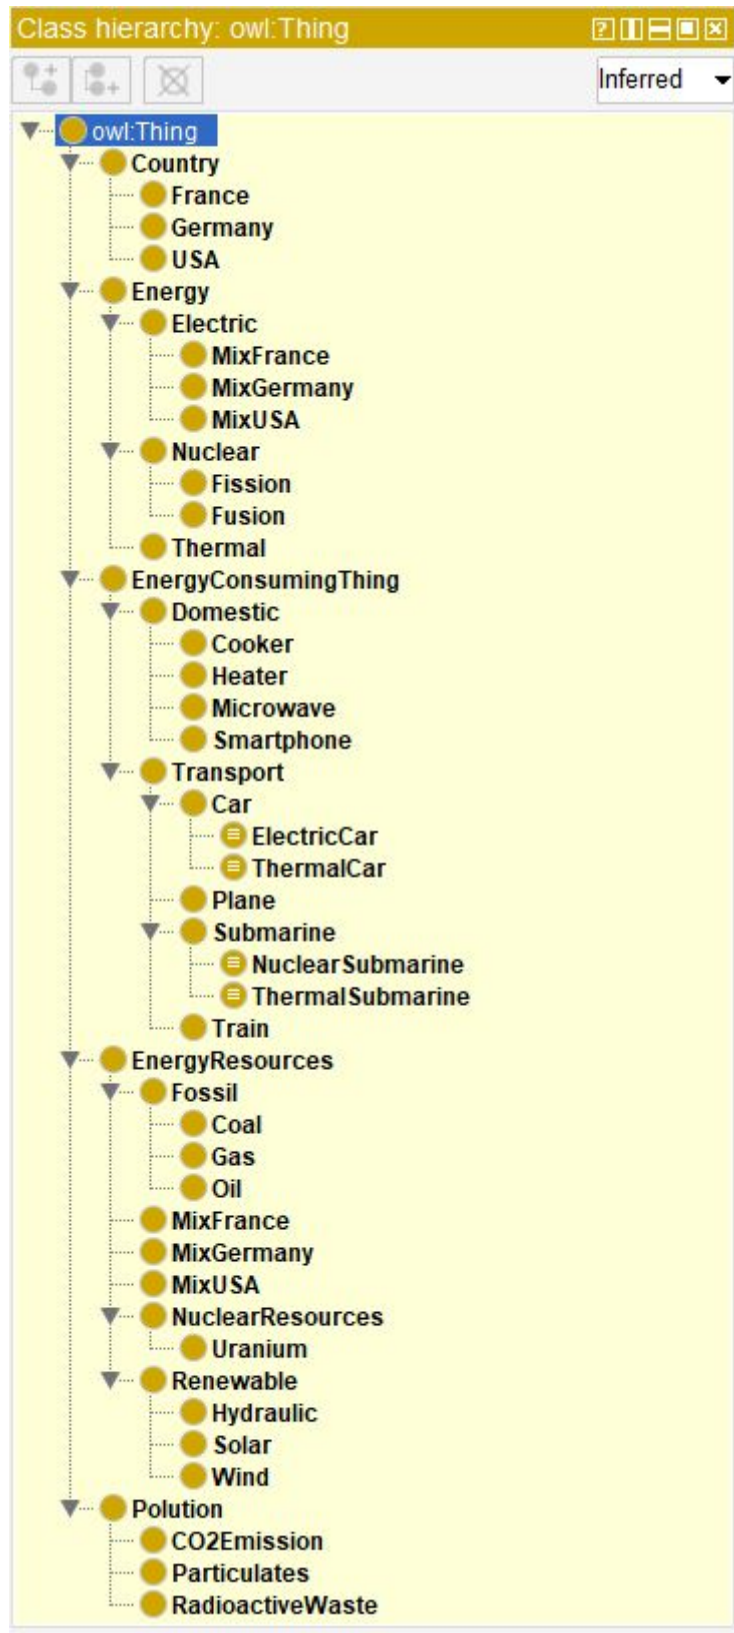 Class hierarchy: owl:Thing
Inferred
owl:Thing
Country
France
Germany
USA
Energy
Electric
MixFrance
MixGermany
MixUSA
Nuclear
Fission
Fusion
Thermal
EnergyConsumingThing
Domestic
Cooker
Heater
Microwave
Smartphone
Transport
Car
ElectricCar
ThermalCar
Plane
Submarine
NuclearSubmarine
ThermalSubmarine
Train
EnergyResources
Fossil
Coal
Gas
Oil
MixFrance
MixGermany
MixUSA
NuclearResources
Uranium
Renewable
Hydraulic
Solar
Wind
Polution
CO2Emission
Particulates
RadioactiveWaste